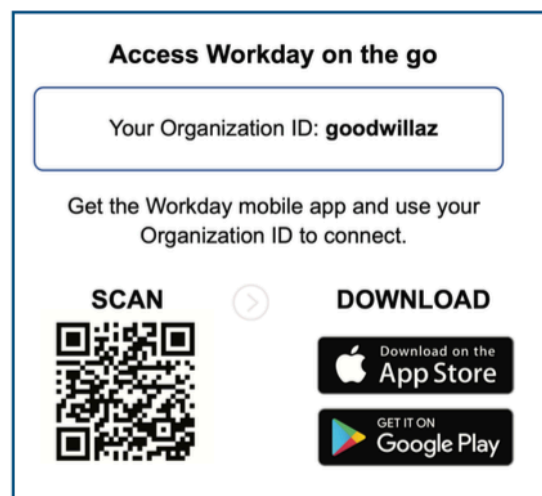 Access Workday on the go
Your Organization ID: goodwillaz
Get the Workday mobile app and use your
Organization ID to connect.
SCAN
DOWNLOAD
Download on the
App Store
GET IT ON
Google Play